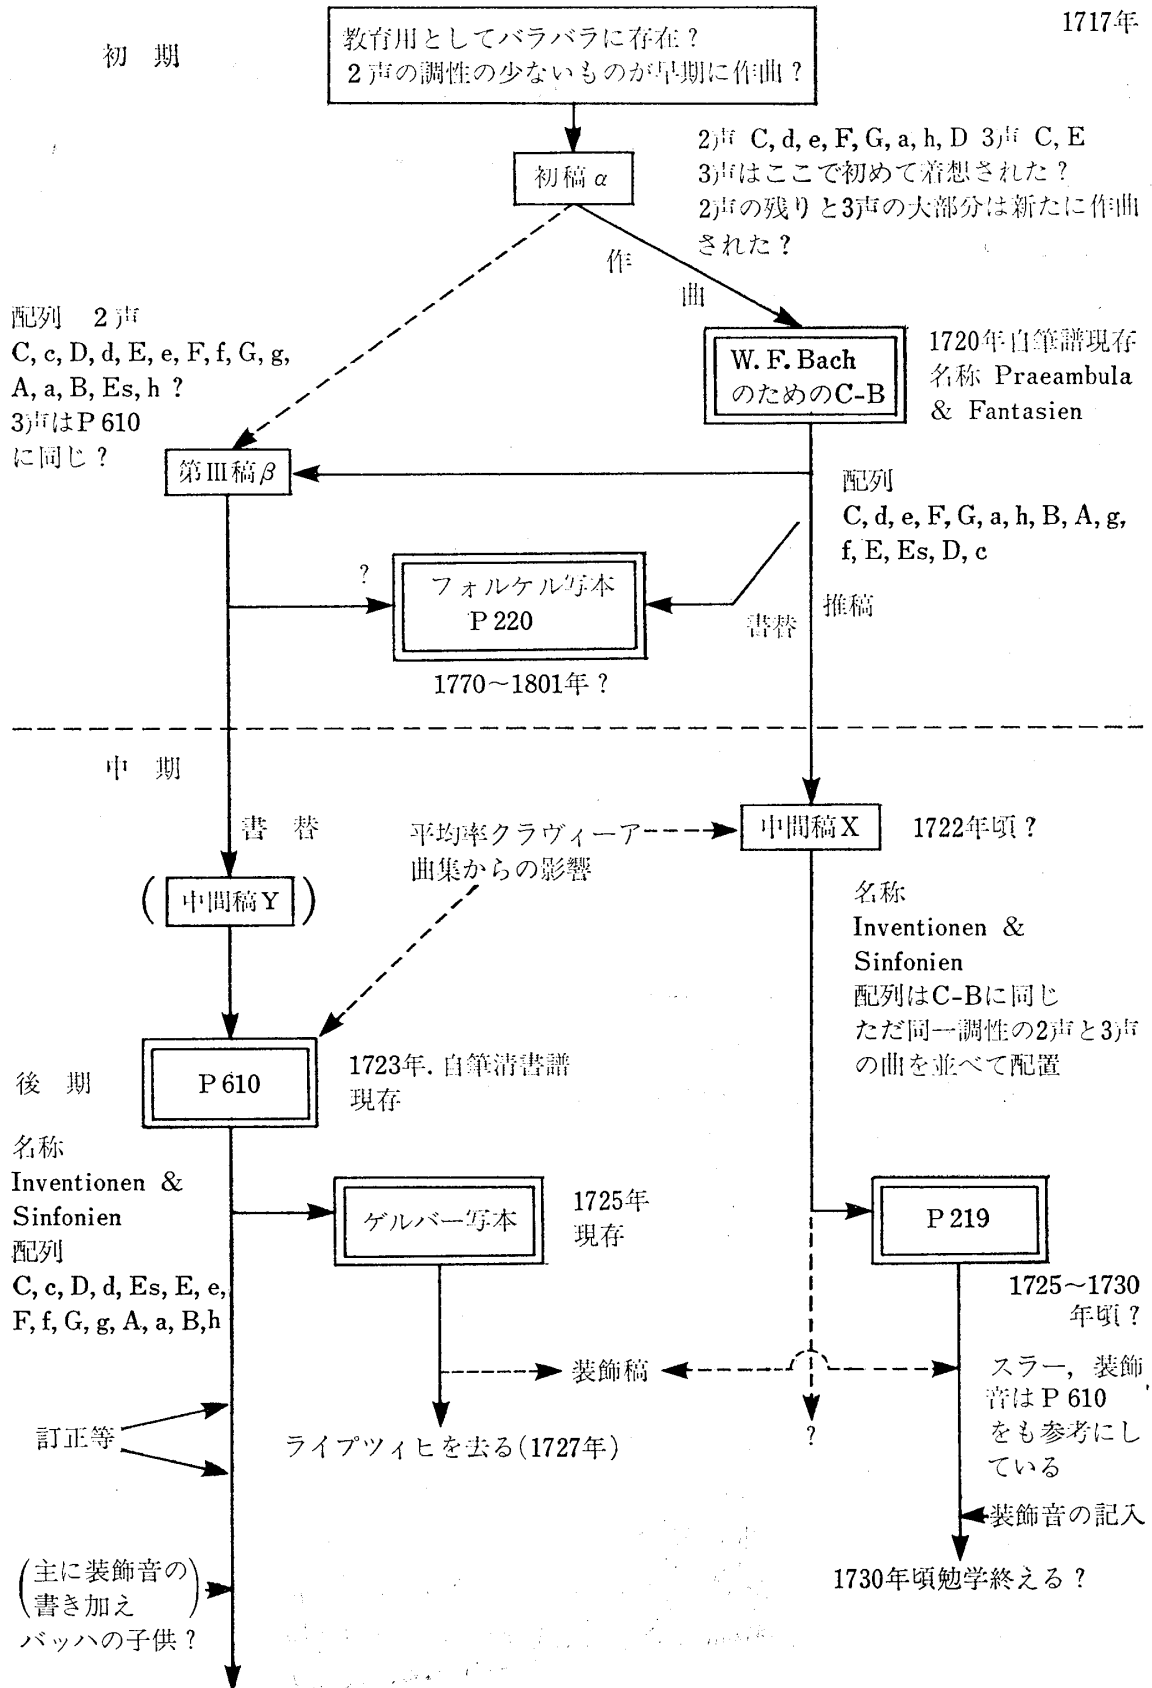 初 期
1717年
教育用としてバラバラに存在？
2声の調性の少ないものが早期に作曲？
初稿α
2声 C, d, e, F, G, a, h, D 3声 C, E
3声はここで初めて着想された？
2声の残りと3声の大部分は新たに作曲
された？
作
曲
配列 2声
C, c, D, d, E, e, F, f, G, g,
A, a, B, Es, h ?
3声はP 610
に同じ？
W. F. Bach
のためのC-B
1720年自筆譜現存
名称 Praeambula
& Fantasien
第III稿β
配列
C, d, e, F, G, a, h, B, A, g,
f, E, Es, D, c
?
フォルケル写本
P 220
書替
推稿
1770～1801年？
中 期
書 替
平均率クラヴィーア
曲集からの影響
中間稿X
1722年頃？
(中間稿Y)
名称
Inventionen &
Sinfonien
配列はC-Bに同じ
ただ同一調性の2声と3声
の曲を並べて配置
後 期
P 610
1723年. 自筆清書譜
現存
名称
Inventionen &
Sinfonien
配列
C, c, D, d, Es, E, e,
F, f, G, g, A, a, B, h
ゲルバー写本
1725年
現存
P 219
1725～1730
年頃？
装飾稿
スラー，装飾
音は P 610
をも参考にし
ている
訂正等
ライプツィヒを去る(1727年)
?
装飾音の記入
1730年頃勉学終える？
(主に装飾音の
書き加え)
バッハの子供？